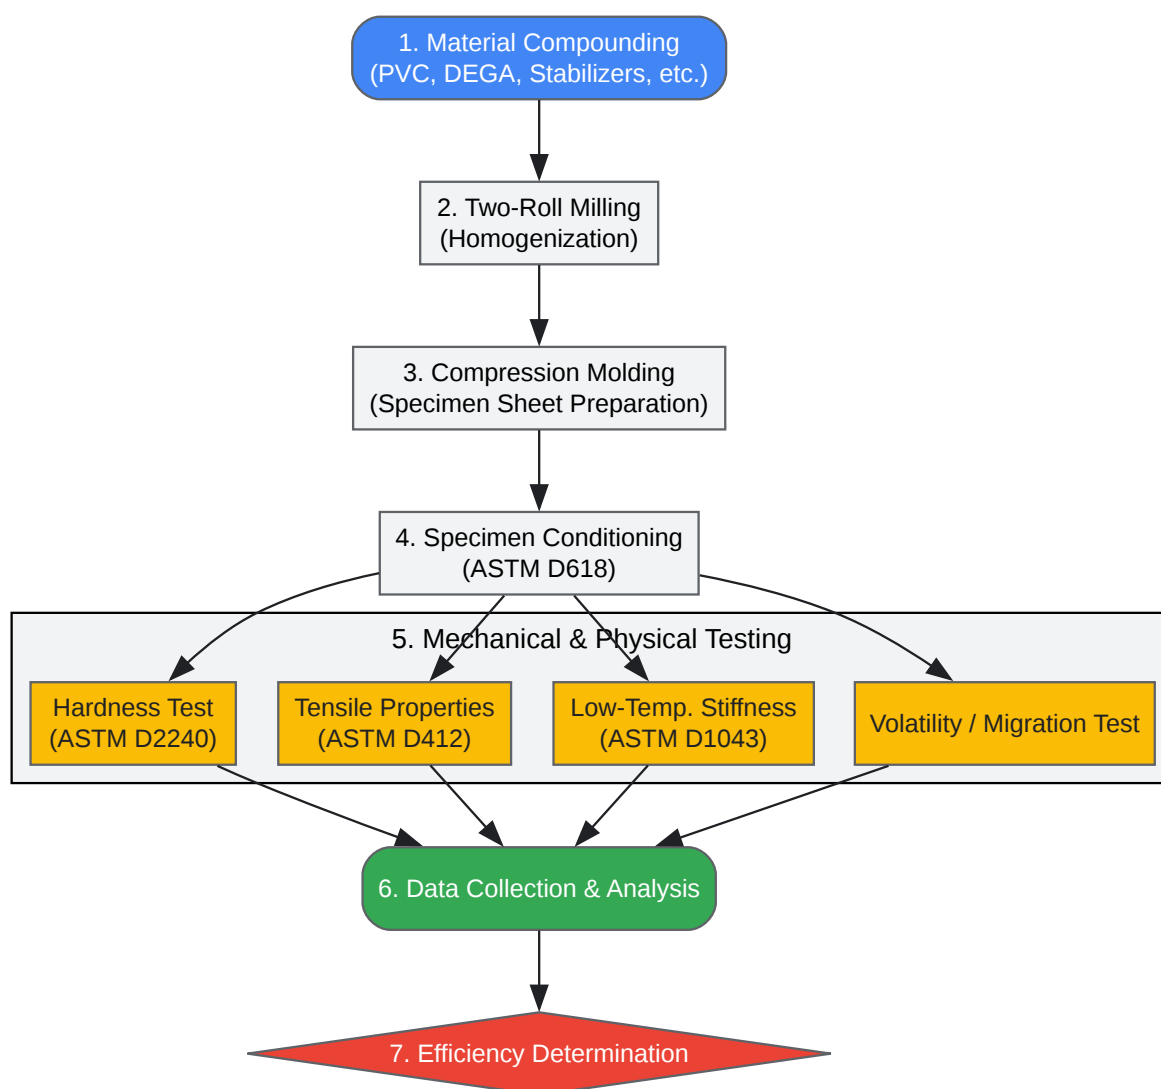 1. Material Compounding
(PVC, DEGA, Stabilizers, etc.)
2. Two-Roll Milling
(Homogenization)
3. Compression Molding
(Specimen Sheet Preparation)
4. Specimen Conditioning
(ASTM D618)
5. Mechanical & Physical Testing
Hardness Test
(ASTM D2240)
Tensile Properties
(ASTM D412)
Low-Temp. Stiffness
(ASTM D1043)
Volatility / Migration Test
6. Data Collection & Analysis
7. Efficiency Determination